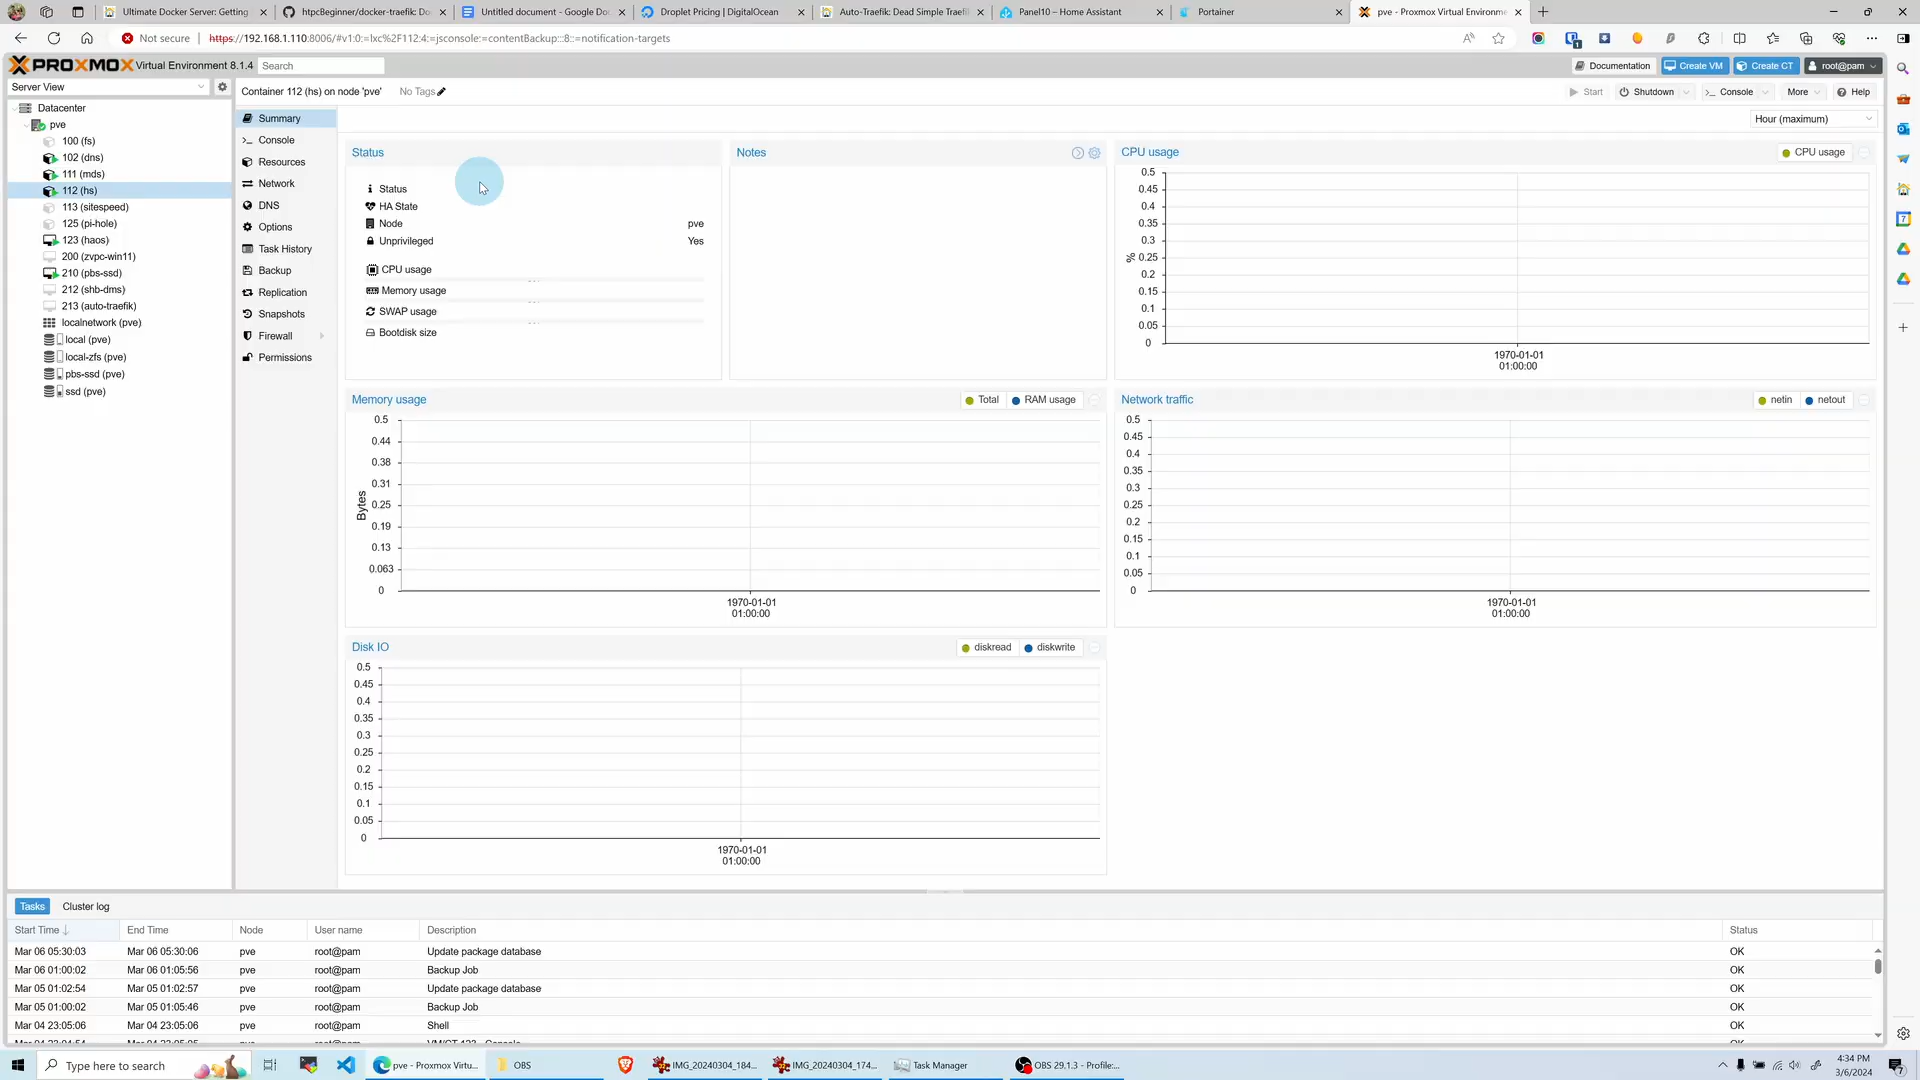 Ultimate Docker Server: Getting
htpcBeginner/docker-traefik: Do
Untitled document - Google Do
Droplet Pricing | DigitalOcean
Auto-Traefik: Dead Simple Traefi
Panel10 – Home Assistant
Portainer
pve - Proxmox Virtual Environme
Not secure
https://192.168.1.110:8006/#v1:0:=lxc%2F112:4:=jsconsole:=contentBackup:::8::=notification-targets
PROXMOX Virtual Environment 8.1.4
Search
Documentation
Create VM
Create CT
root@pam
Server View
Container 112 (hs) on node 'pve'
No Tags
Start
Shutdown
Console
More
Help
Datacenter
pve
100 (fs)
102 (dns)
111 (mds)
112 (hs)
113 (sitespeed)
125 (pi-hole)
123 (haos)
200 (zvpc-win11)
210 (pbs-ssd)
212 (shb-dms)
213 (auto-traefik)
localnetwork (pve)
local (pve)
local-zfs (pve)
pbs-ssd (pve)
ssd (pve)
Summary
Console
Resources
Network
DNS
Options
Task History
Backup
Replication
Snapshots
Firewall
Permissions
Hour (maximum)
Status
Status
HA State
Node pve
Unprivileged Yes
CPU usage
Memory usage
SWAP usage
Bootdisk size
Notes
CPU usage
CPU usage
0.5
0.45
0.4
0.35
0.3
0.25
0.2
0.15
0.1
0.05
0
%
1970-01-01
01:00:00
Memory usage
Total
RAM usage
0.5
0.44
0.38
0.31
0.25
0.19
0.13
0.063
0
Bytes
1970-01-01
01:00:00
Network traffic
netin
netout
0.5
0.45
0.4
0.35
0.3
0.25
0.2
0.15
0.1
0.05
0
1970-01-01
01:00:00
Disk IO
diskread
diskwrite
0.5
0.45
0.4
0.35
0.3
0.25
0.2
0.15
0.1
0.05
0
1970-01-01
01:00:00
Tasks
Cluster log
Start Time End Time Node User name Description Status
Mar 06 05:30:03 Mar 06 05:30:06 pve root@pam Update package database OK
Mar 06 01:00:02 Mar 06 01:05:56 pve root@pam Backup Job OK
Mar 05 01:02:54 Mar 05 01:02:57 pve root@pam Update package database OK
Mar 05 01:00:02 Mar 05 01:05:46 pve root@pam Backup Job OK
Mar 04 23:05:06 Mar 04 23:05:06 pve root@pam Shell OK
Type here to search
pve - Proxmox Virtu...
OBS
IMG_20240304_184...
IMG_20240304_174...
Task Manager
OBS 29.1.3 - Profile:...
4:34 PM
3/6/2024